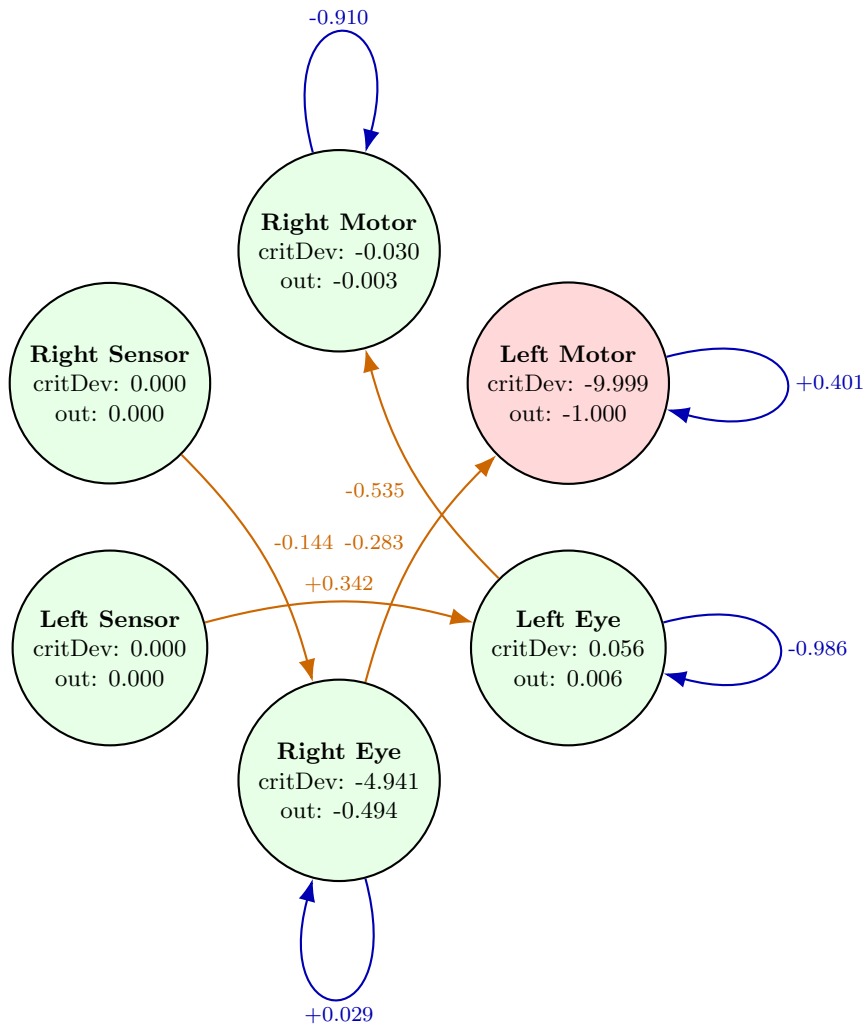 -0.910
Right Motor
critDev: -0.030
out: -0.003
Right Sensor
critDev: 0.000
out: 0.000
Left Motor
critDev: -9.999
out: -1.000
+0.401
-0.535
-0.144
-0.283
+0.342
Left Sensor
critDev: 0.000
out: 0.000
Left Eye
critDev: 0.056
out: 0.006
-0.986
Right Eye
critDev: -4.941
out: -0.494
+0.029